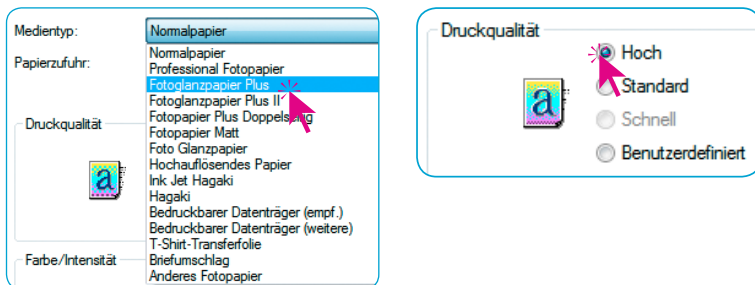 Medientyp:
Normalpapier
Papierzufuhr:
Normalpapier
Professional Fotopapier
Fotoglanzpapier Plus
Fotoglanzpapier Plus II
Fotopapier Plus Doppelseitig
Fotopapier Matt
Foto Glanzpapier
Hochauflösendes Papier
Ink Jet Hagaki
Hagaki
Bedruckbarer Datenträger (empf.)
Bedruckbarer Datenträger (weitere)
T-Shirt-Transferfolie
Briefumschlag
Anderes Fotopapier
Druckqualität
a
Farbe/Intensität
Druckqualität
a
Hoch
Standard
Schnell
Benutzerdefiniert